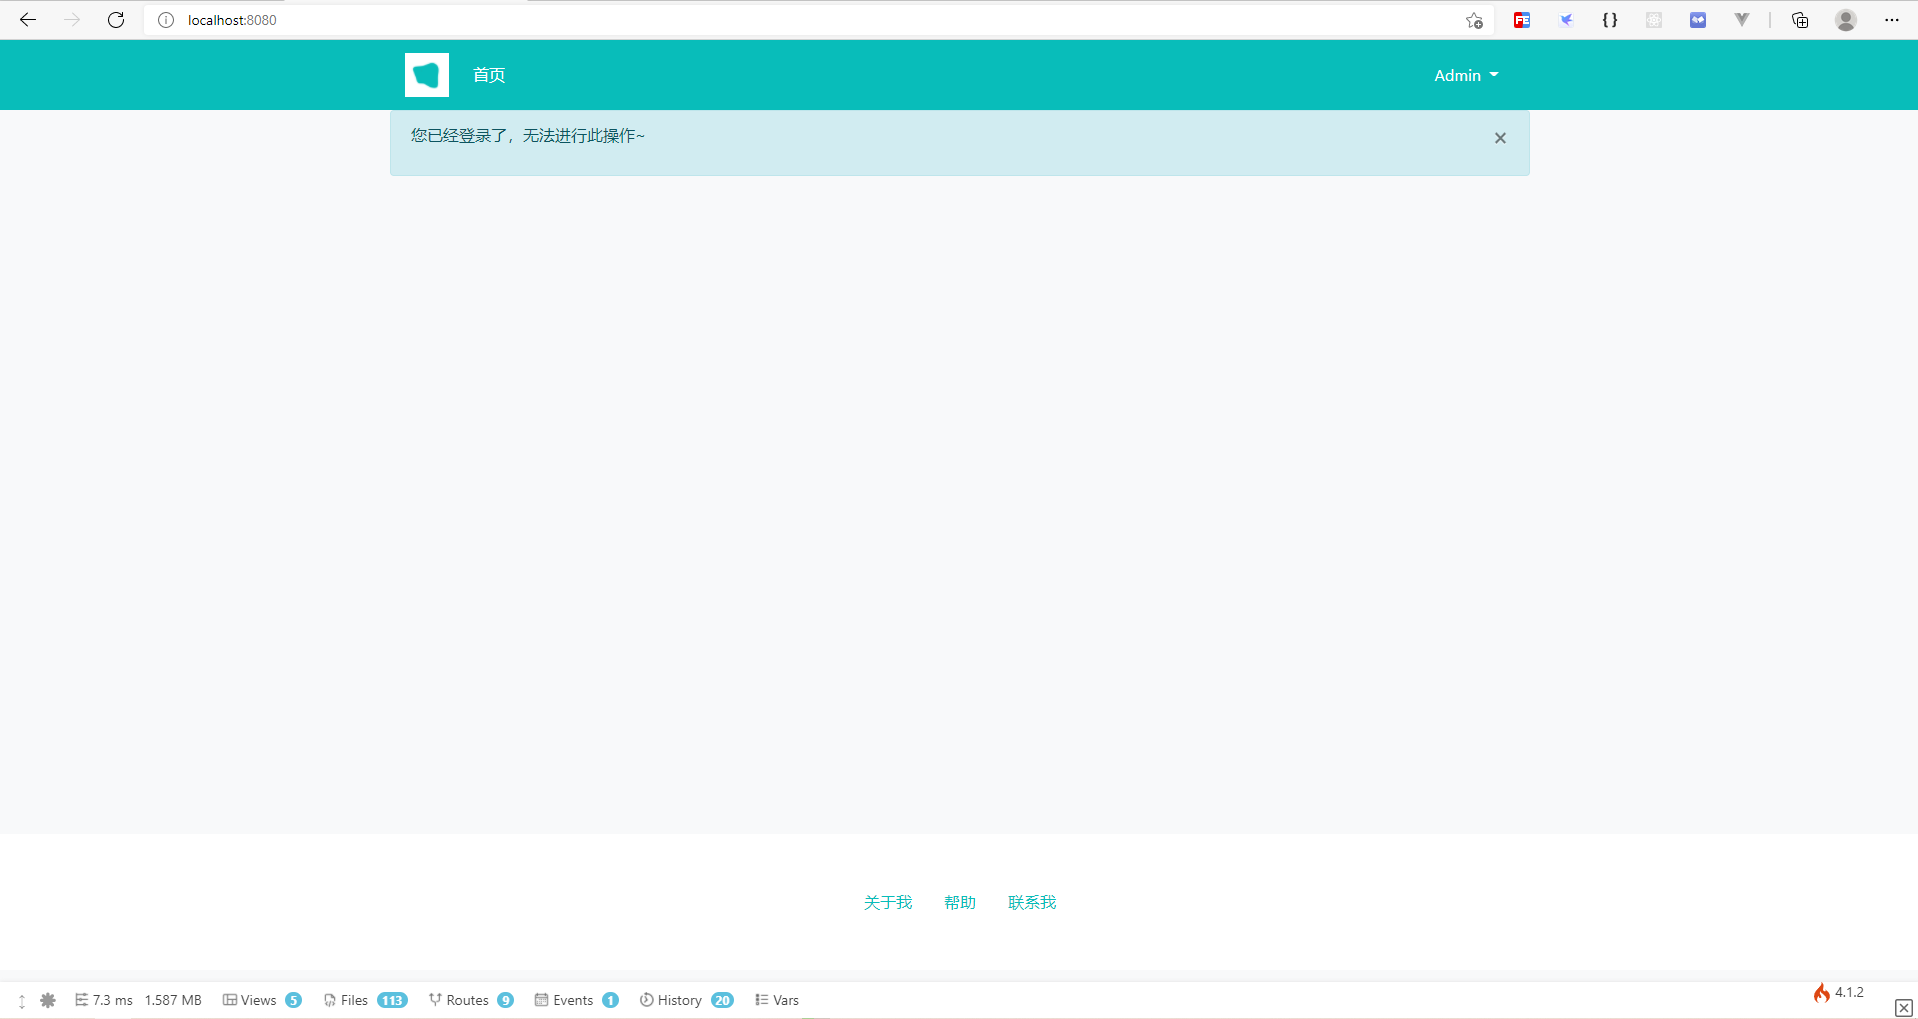 localhost:8080
FE
{ }
首页
Admin
您已经登录了，无法进行此操作~
×
关于我 帮助 联系我
7.3 ms 1.587 MB Views 5 Files 113 Routes 9 Events 1 History 20 Vars
4.1.2